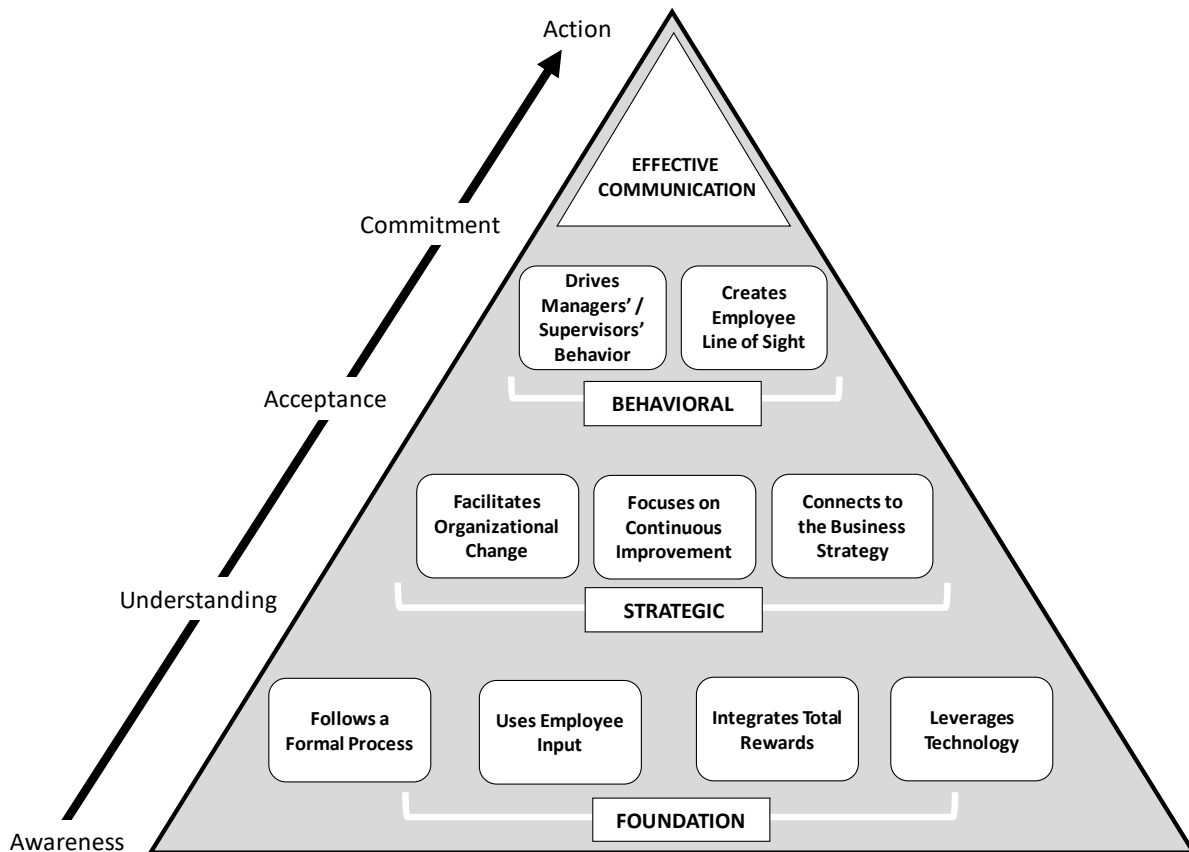 Action
EFFECTIVE
COMMUNICATION
Commitment
Drives
Managers’ /
Supervisors’
Behavior
Creates
Employee
Line of Sight
Acceptance
BEHAVIORAL
Facilitates
Organizational
Change
Focuses on
Continuous
Improvement
Connects to
the Business
Strategy
Understanding
STRATEGIC
Follows a
Formal Process
Uses Employee
Input
Integrates Total
Rewards
Leverages
Technology
FOUNDATION
Awareness